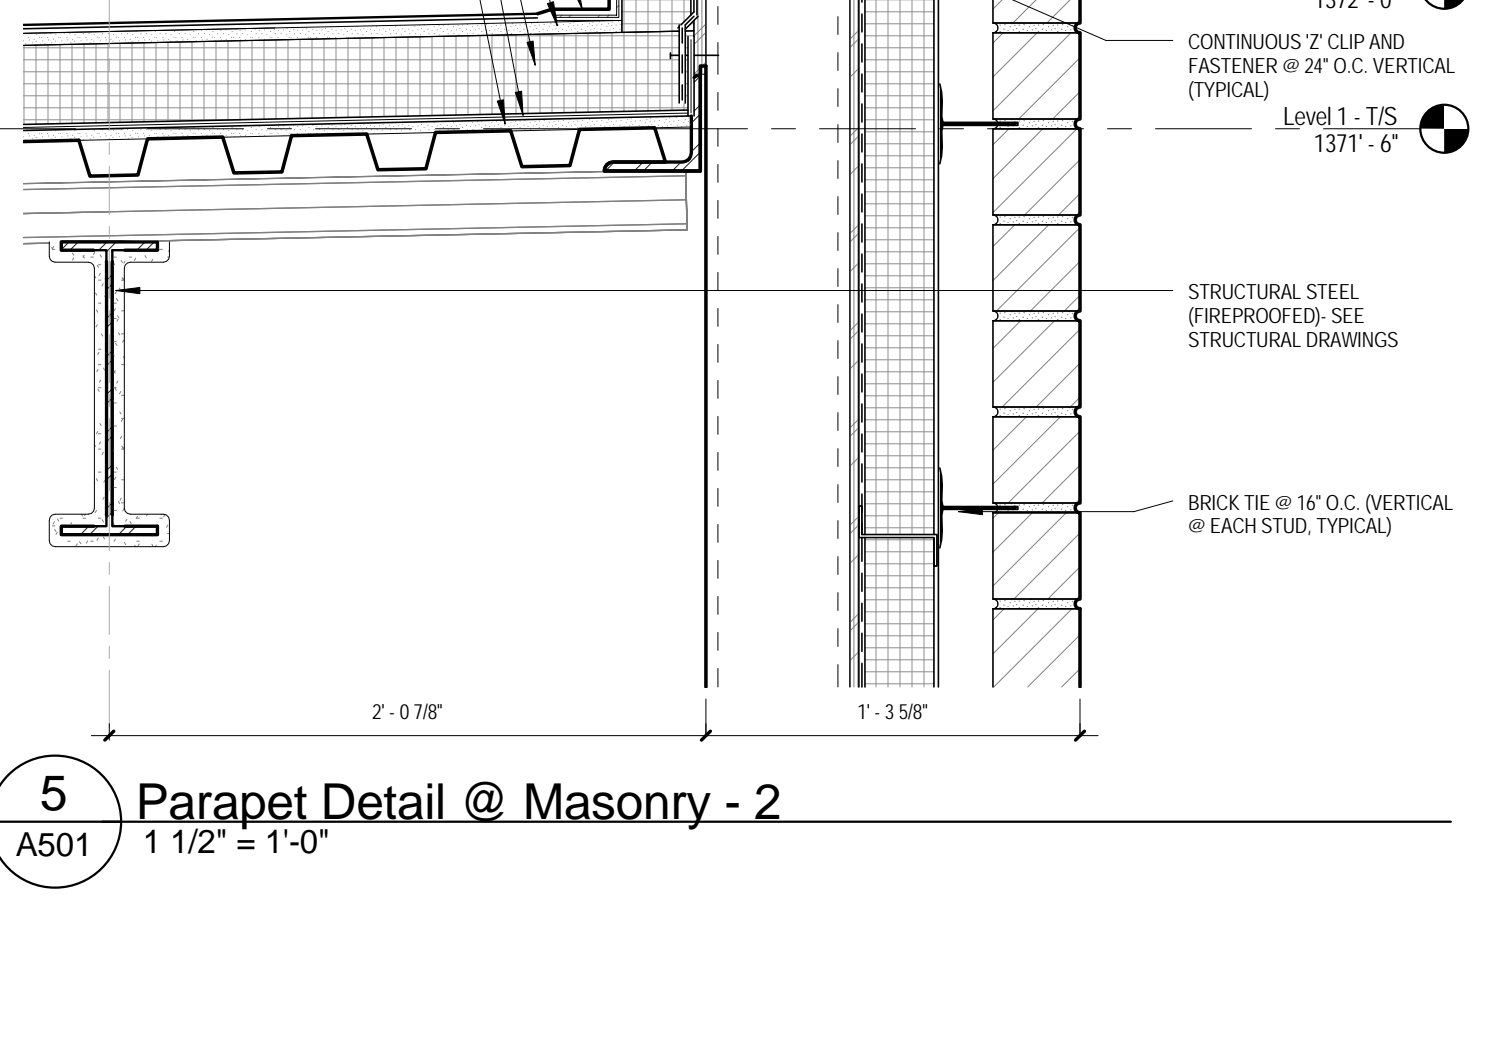 1372' - 0"
CONTINUOUS 'Z' CLIP AND
FASTENER @ 24" O.C. VERTICAL
(TYPICAL)
Level 1 - T/S
1371' - 6"
STRUCTURAL STEEL
(FIREPROOFED)- SEE
STRUCTURAL DRAWINGS
BRICK TIE @ 16" O.C. (VERTICAL
@ EACH STUD, TYPICAL)
2' - 0 7/8"
1' - 3 5/8"
5
Parapet Detail @ Masonry - 2
A501
1 1/2" = 1'-0"